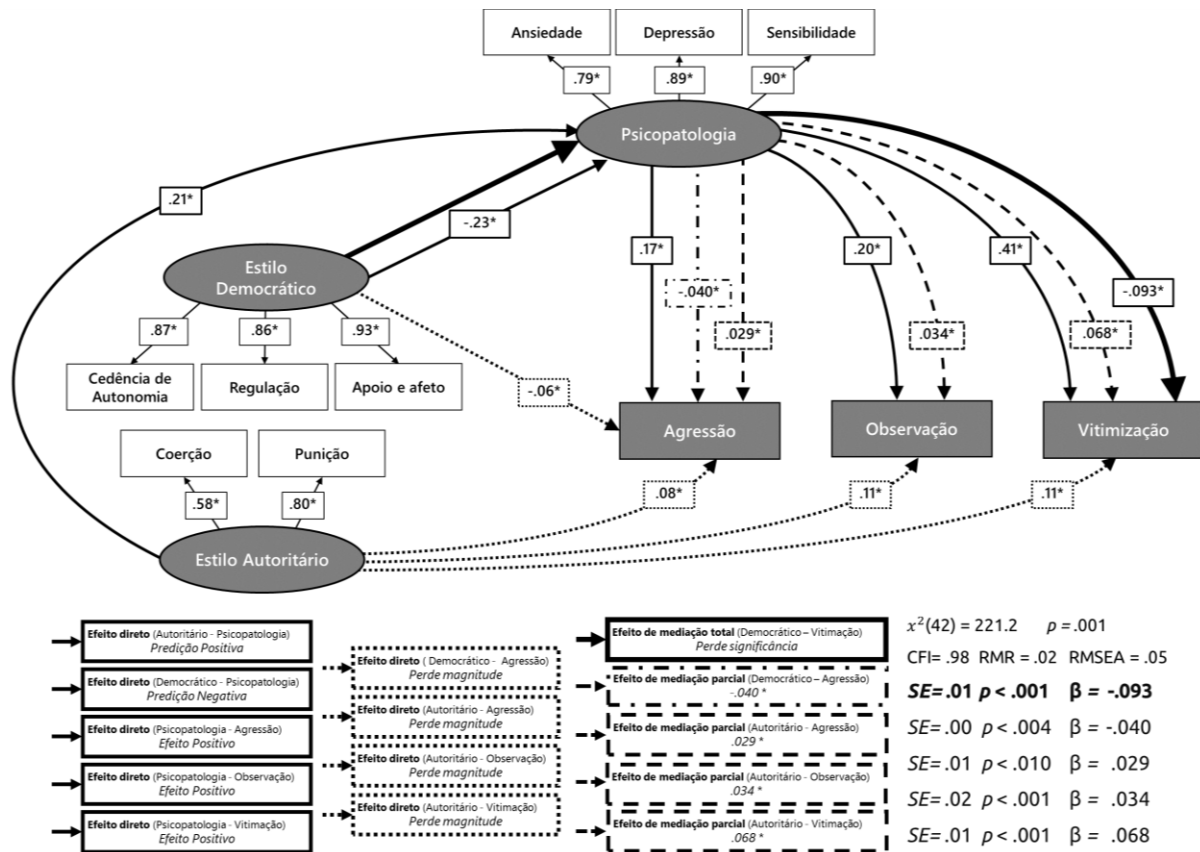 Ansiedade
Depressão
Sensibilidade
.79*
.89*
.90*
Psicopatologia
.21*
-.23*
Estilo
Democrático
.17*
-.040*
.029*
.20*
.034*
.41*
.068*
-.093*
.87*
.86*
.93*
Cedência de
Autonomia
Regulação
Apoio e afeto
-.06*
Agressão
Observação
Vitimização
Coerção
Punição
.58*
.80*
.08*
.11*
.11*
Estilo Autoritário
Efeito direto (Autoritário - Psicopatologia)
Predição Positiva
Efeito direto (Democrático - Psicopatologia)
Predição Negativa
Efeito direto (Psicopatologia - Agressão)
Efeito Positivo
Efeito direto (Psicopatologia - Observação)
Efeito Positivo
Efeito direto (Psicopatologia - Vitimação)
Efeito Positivo
Efeito direto ( Democrático - Agressão)
Perde magnitude
Efeito direto (Autoritário - Agressão)
Perde magnitude
Efeito direto (Autoritário - Observação)
Perde magnitude
Efeito direto (Autoritário - Vitimação)
Perde magnitude
Efeito de mediação total (Democrático – Vitimação)
Perde significância
Efeito de mediação parcial (Democrático – Agressão)
-.040 *
Efeito de mediação parcial (Autoritário - Agressão)
.029 *
Efeito de mediação parcial (Autoritário - Observação)
.034 *
Efeito de mediação parcial (Autoritário - Vitimação)
.068 *
x²(42) = 221.2 p = .001
CFI= .98 RMR = .02 RMSEA = .05
SE= .01 p < .001 β = -.093
SE= .00 p < .004 β = -.040
SE= .01 p < .010 β = .029
SE= .02 p < .001 β = .034
SE= .01 p < .001 β = .068